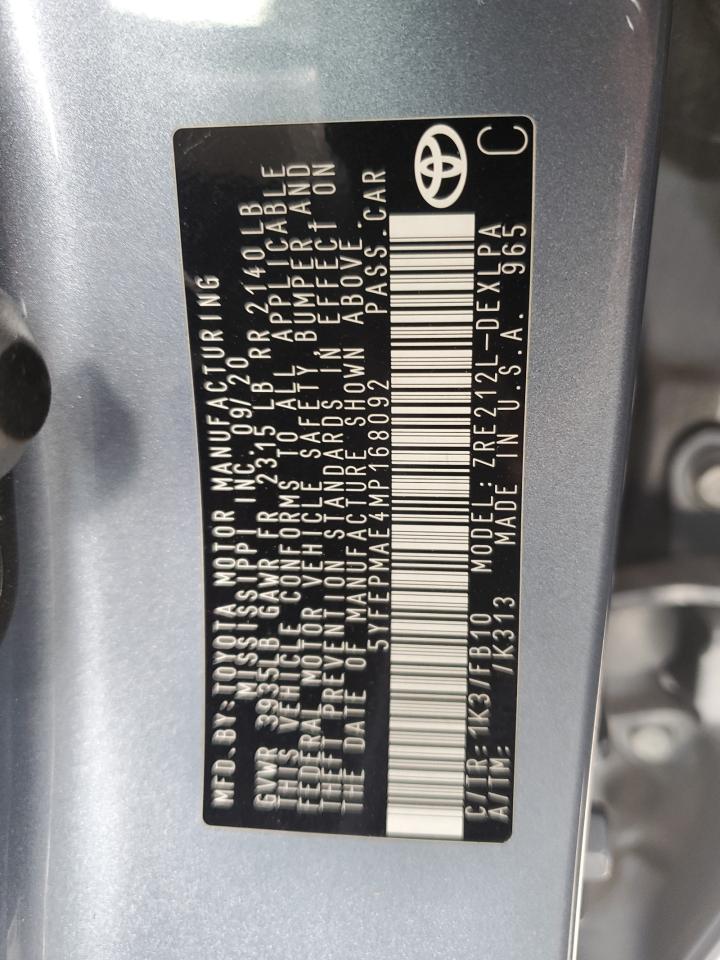 MFD.BY:TOYOTA MOTOR MANUFACTURING
MISSISSIPPI INC. 09/20
GVWR 3935LB GAWR FR 2315 LB RR 2140LB
THIS VEHICLE CONFORMS TO ALL APPLICABLE
FEDERAL MOTOR VEHICLE SAFETY, BUMPER AND
THEFT PREVENTION STANDARDS IN EFFECT ON
THE DATE OF MANUFACTURE SHOWN ABOVE.
5YFEPMAE4MP168092 PASS.CAR
C/TR:1K3/FB10 MODEL:ZRE212L-DEXLPA
A/TM: /K313 MADE IN U.S.A. 965
C